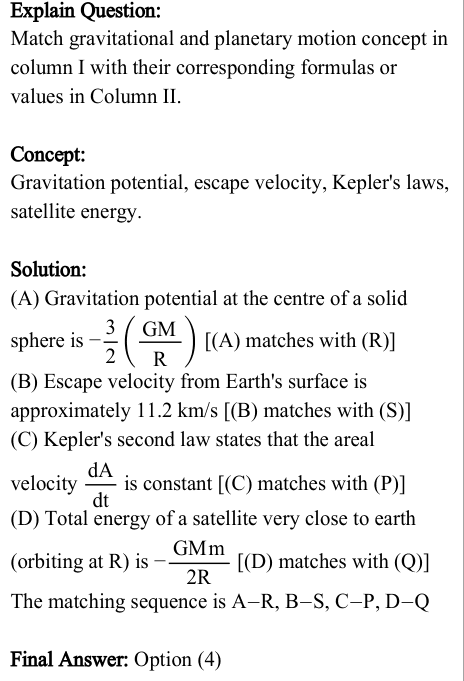 Explain Question:
Match gravitational and planetary motion concept in
column I with their corresponding formulas or
values in Column II.
Concept:
Gravitation potential, escape velocity, Kepler's laws,
satellite energy.
Solution:
(A) Gravitation potential at the centre of a solid
sphere is −3/2 (GM/R) [(A) matches with (R)]
(B) Escape velocity from Earth's surface is
approximately 11.2 km/s [(B) matches with (S)]
(C) Kepler's second law states that the areal
velocity dA/dt is constant [(C) matches with (P)]
(D) Total energy of a satellite very close to earth
(orbiting at R) is −GMm/2R [(D) matches with (Q)]
The matching sequence is A–R, B–S, C–P, D–Q
Final Answer: Option (4)